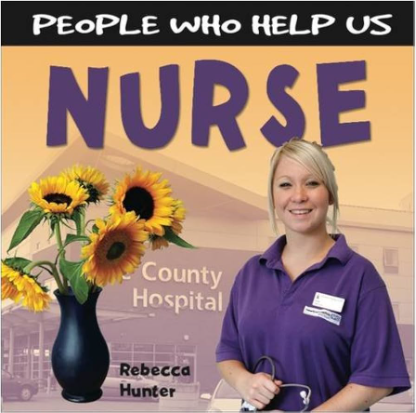 PEOPLE WHO HELP US
NURSE
County
Hospital
Rebecca
Hunter